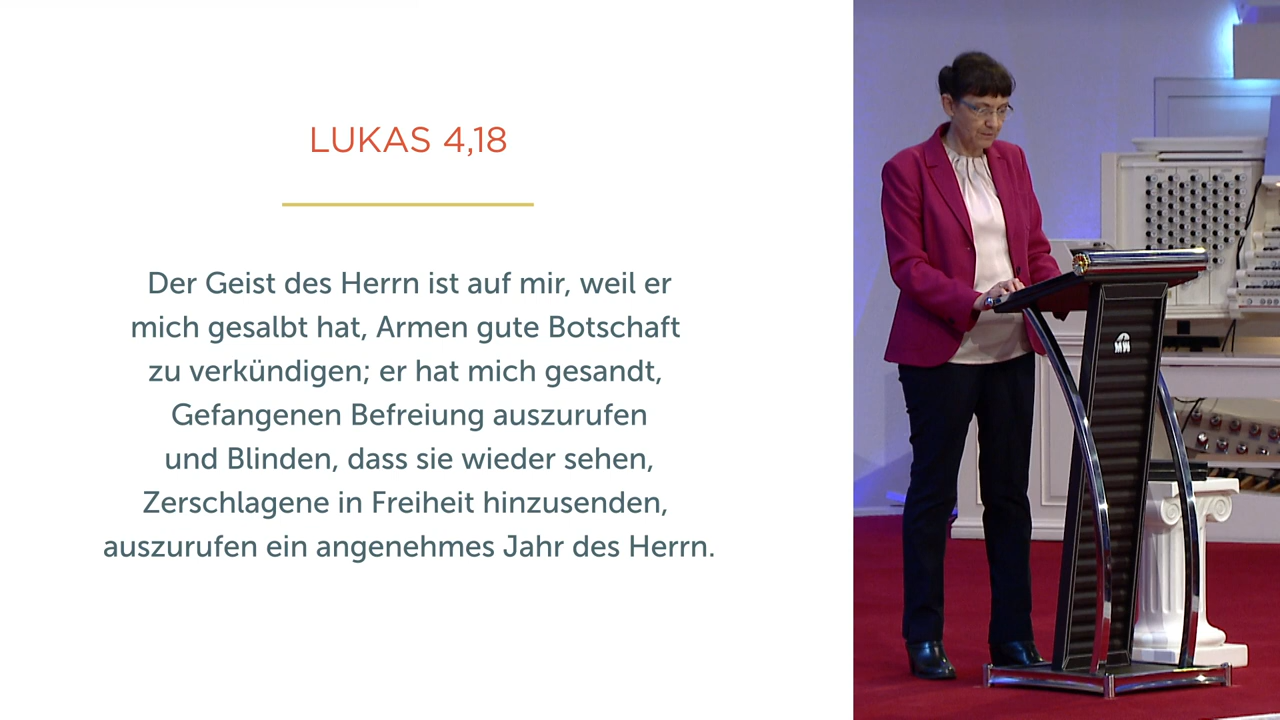 LUKAS 4,18
Der Geist des Herrn ist auf mir, weil er
mich gesalbt hat, Armen gute Botschaft
zu verkündigen; er hat mich gesandt,
Gefangenen Befreiung auszurufen
und Blinden, dass sie wieder sehen,
Zerschlagene in Freiheit hinzusenden,
auszurufen ein angenehmes Jahr des Herrn.